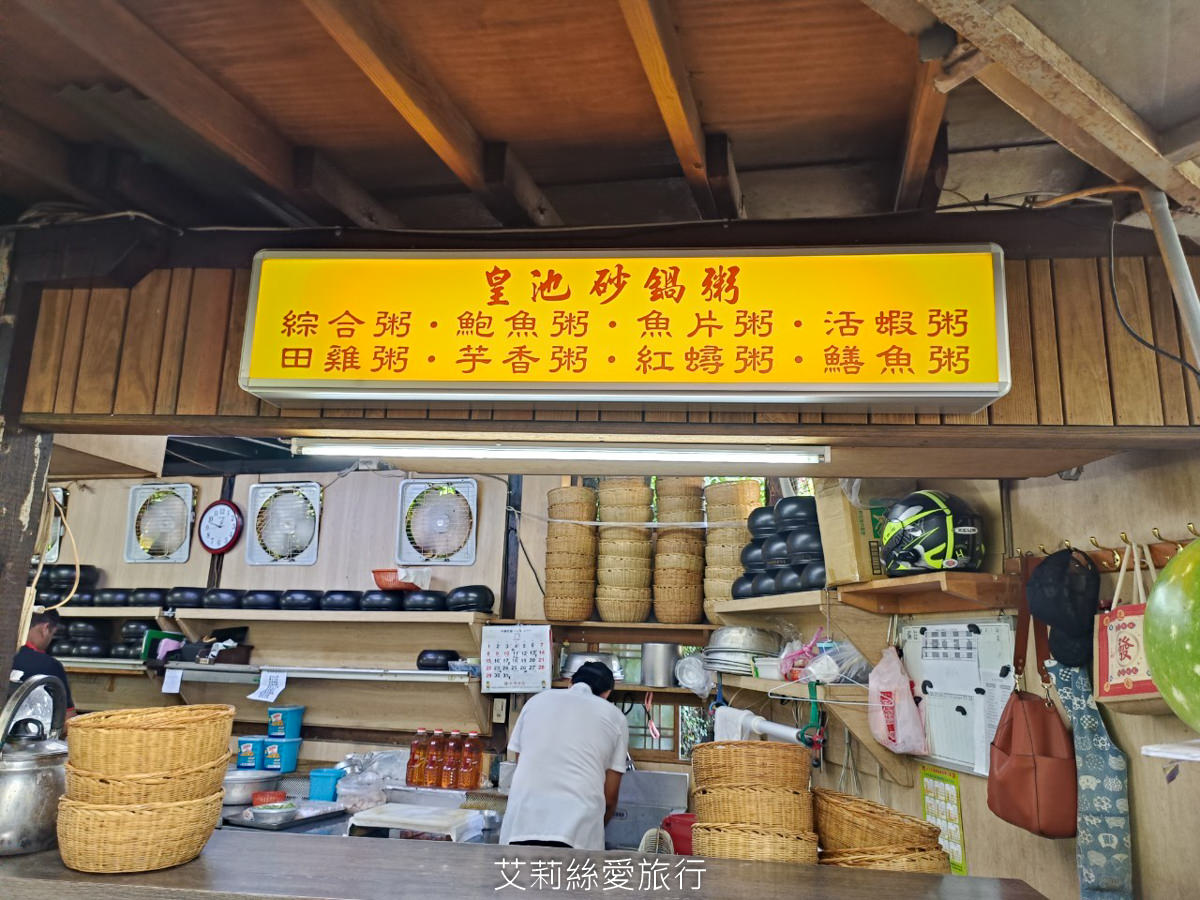 皇池砂鍋粥
綜合粥・鮑魚粥・魚片粥・活蝦粥
田雞粥・芋香粥・紅蟳粥・鱔魚粥
發
艾莉絲愛旅行